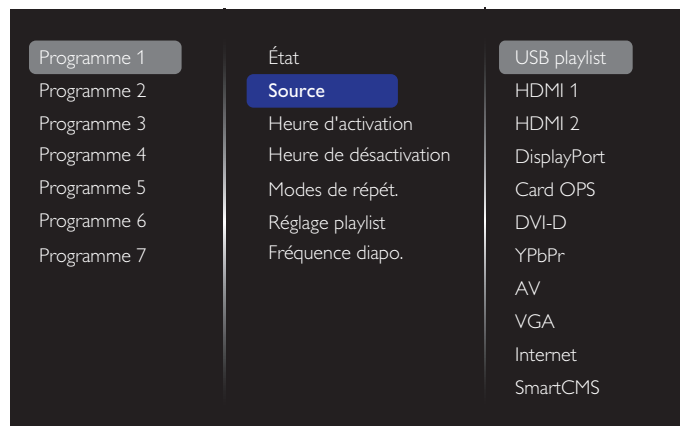 Programme 1
Programme 2
Programme 3
Programme 4
Programme 5
Programme 6
Programme 7
État
Source
Heure d'activation
Heure de désactivation
Modes de répét.
Réglage playlist
Fréquence diapo.
USB playlist
HDMI 1
HDMI 2
DisplayPort
Card OPS
DVI-D
YPbPr
AV
VGA
Internet
SmartCMS